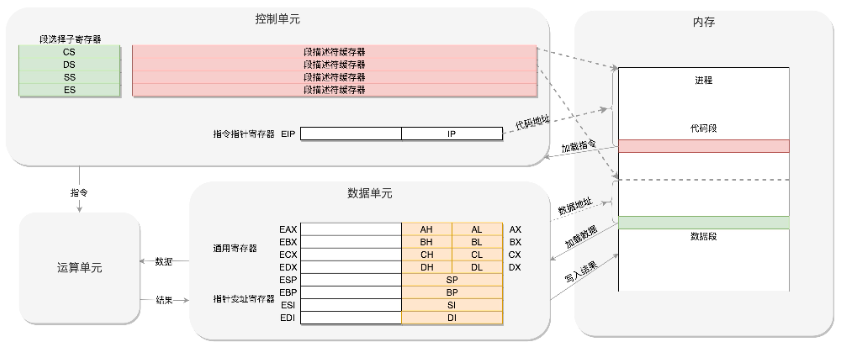 控制单元
段选择子寄存器
CS
DS
SS
ES
段描述符缓存器
段描述符缓存器
段描述符缓存器
段描述符缓存器
指令指针寄存器 EIP IP
代码地址
加载指令
内存
进程
代码段
数据段
指令
运算单元
数据
结果
数据单元
通用寄存器
EAX AH AL AX
EBX BH BL BX
ECX CH CL CX
EDX DH DL DX
指针变址寄存器
ESP SP
EBP BP
ESI SI
EDI DI
数据地址
加载数据
写入结果